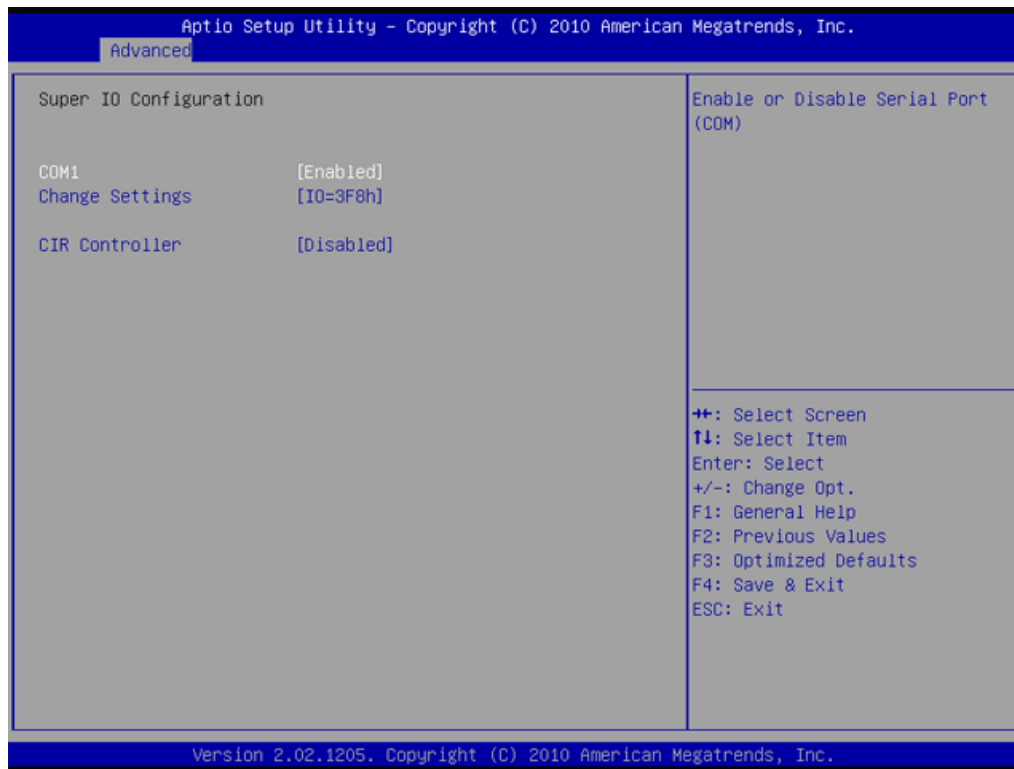 Aptio Setup Utility – Copyright (C) 2010 American Megatrends, Inc.
Advanced
Super IO Configuration
COM1 [Enabled]
Change Settings [IO=3F8h]
CIR Controller [Disabled]
Enable or Disable Serial Port
(COM)
→←: Select Screen
↑↓: Select Item
Enter: Select
+/-: Change Opt.
F1: General Help
F2: Previous Values
F3: Optimized Defaults
F4: Save & Exit
ESC: Exit
Version 2.02.1205. Copyright (C) 2010 American Megatrends, Inc.